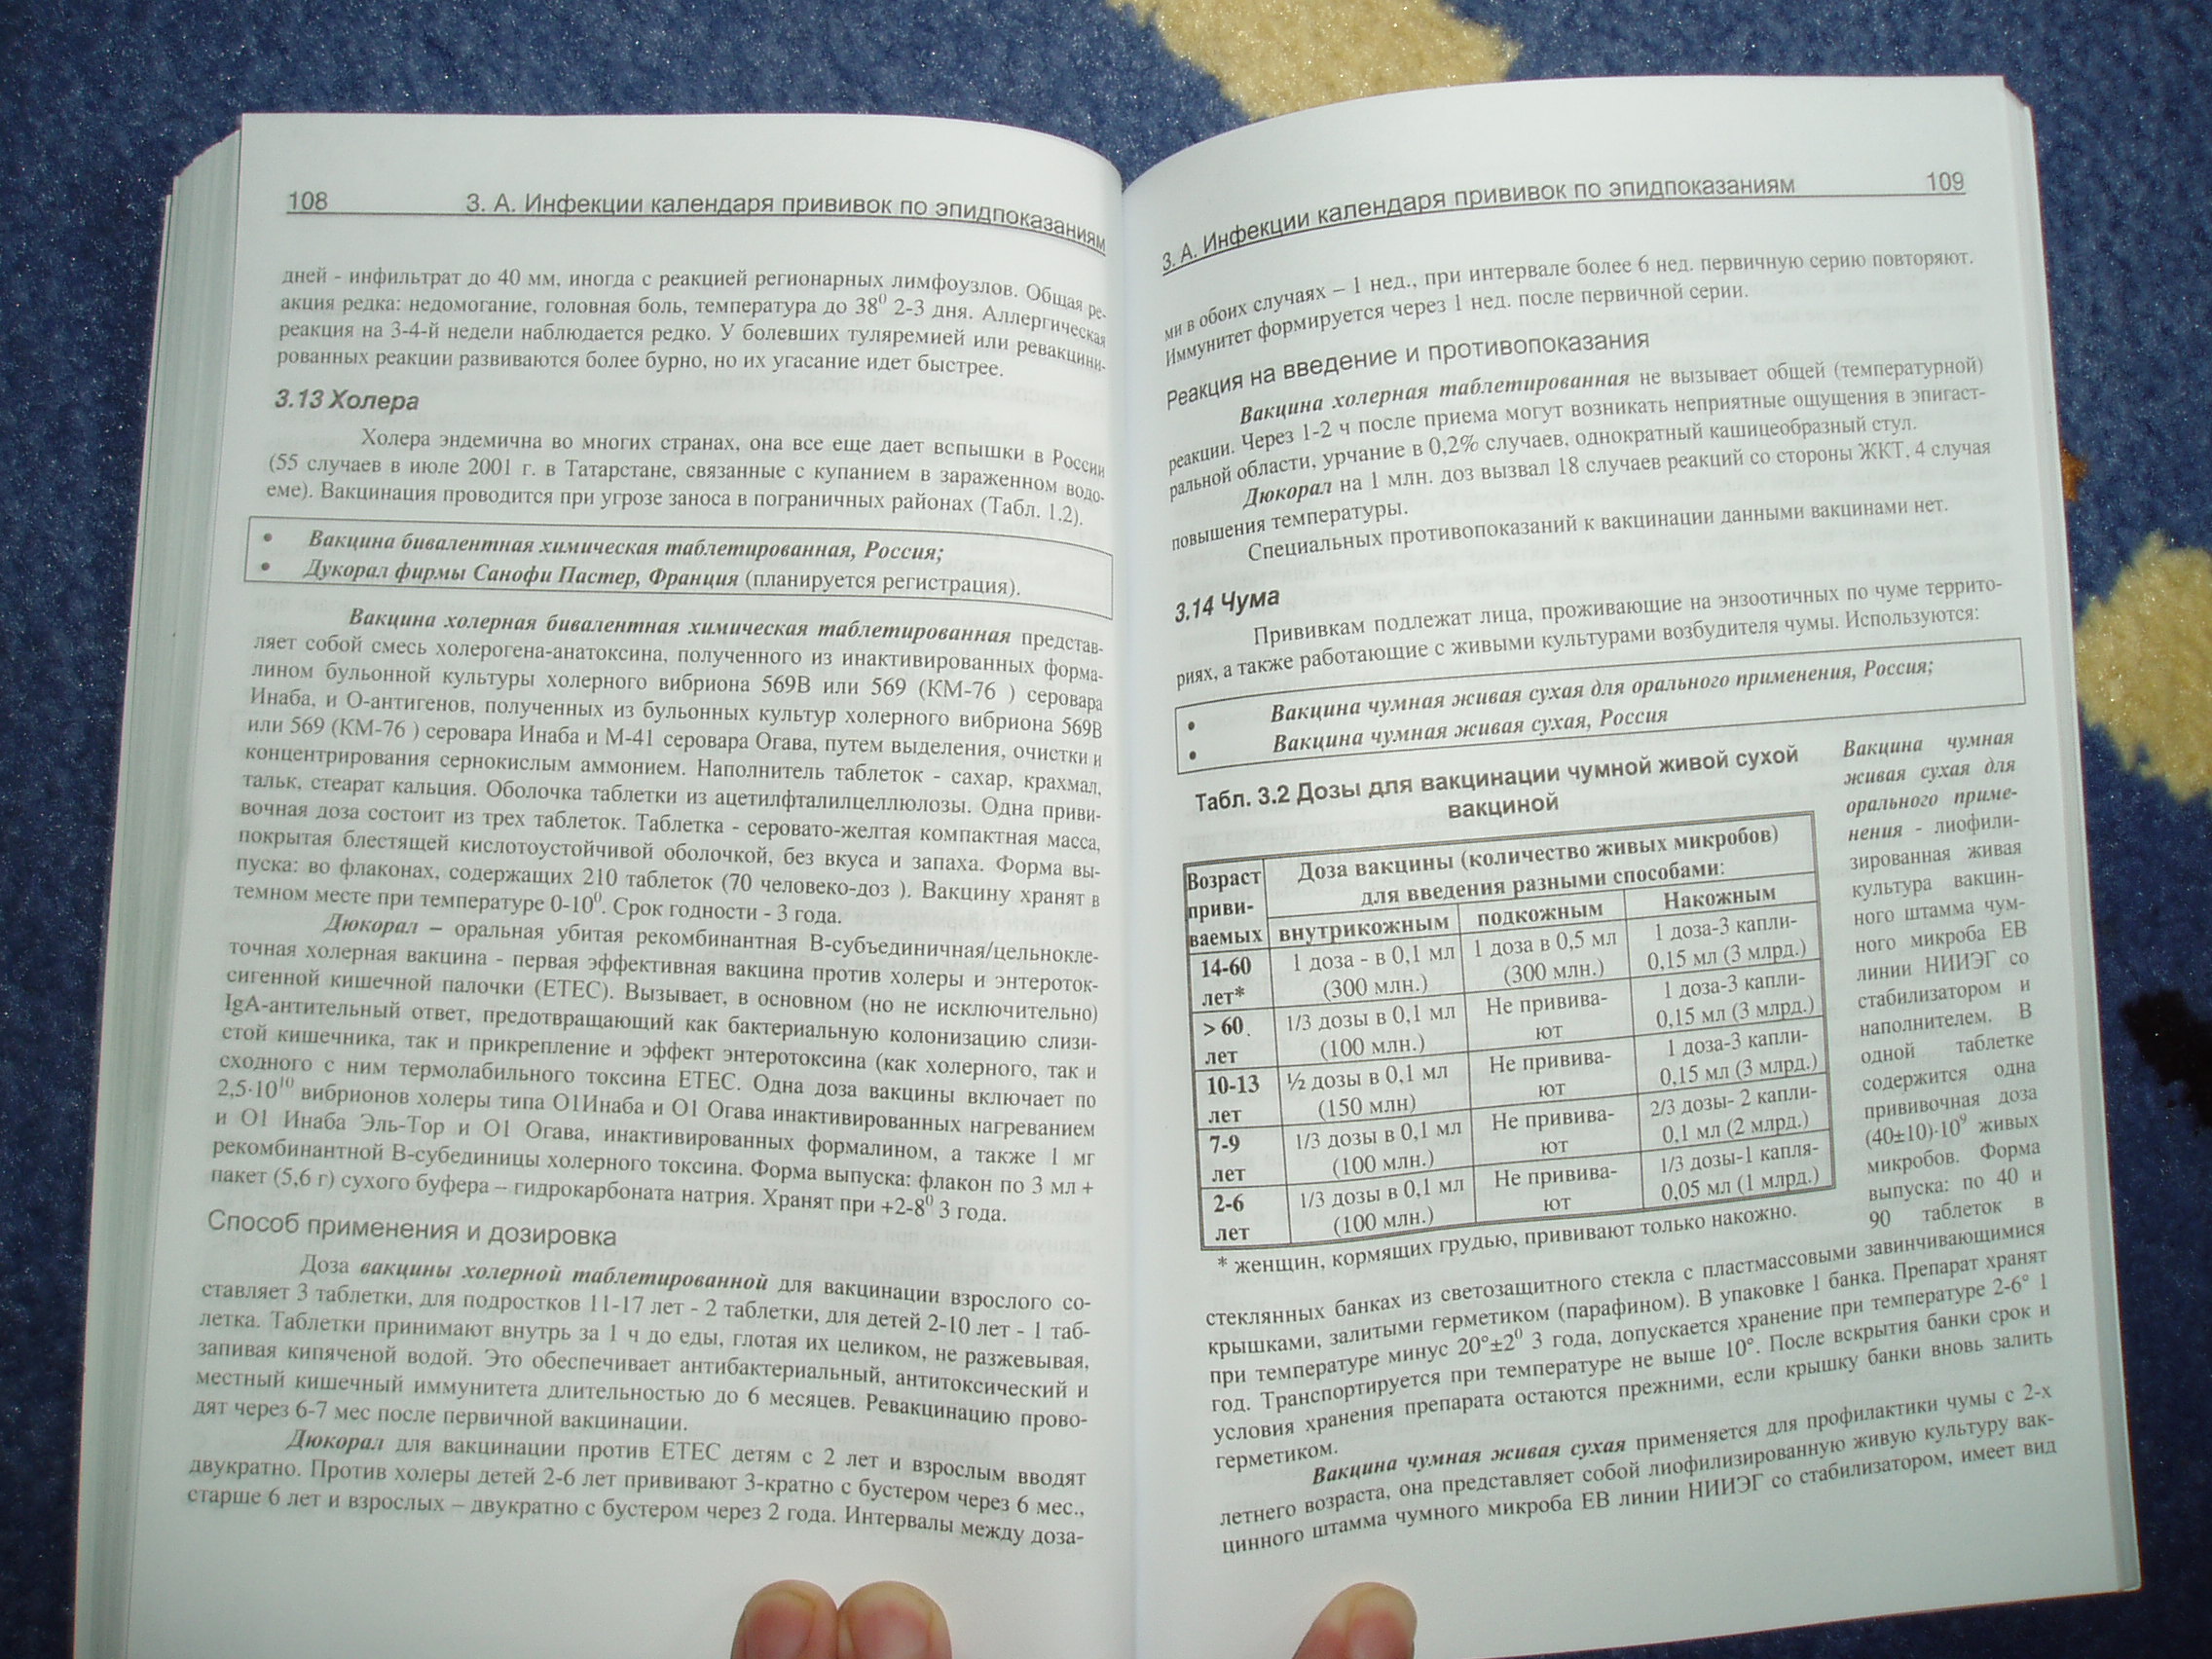 108
3. А. Инфекции календаря прививок по эпидпоказаниям
дней - инфильтрат до 40 мм, иногда с реакцией регионарных лимфоузлов. Общая ре-
акция редка: недомогание, головная боль, температура до 38⁰ 2-3 дня. Аллергическая
реакция на 3-4-й недели наблюдается редко. У болевших туляремией или ревакцини-
рованных реакции развиваются более бурно, но их угасание идет быстрее.
3.13 Холера
Холера эндемична во многих странах, она все еще дает вспышки в России
(55 случаев в июле 2001 г. в Татарстане, связанные с купанием в зараженном водо-
еме). Вакцинация проводится при угрозе заноса в пограничных районах (Табл. 1.2).
• Вакцина бивалентная химическая таблетированная, Россия;
• Дукорал фирмы Санофи Пастер, Франция (планируется регистрация).
Вакцина холерная бивалентная химическая таблетированная представ-
ляет собой смесь холерогена-анатоксина, полученного из инактивированных форма-
лином бульонной культуры холерного вибриона 569В или 569 (КМ-76 ) серовара
Инаба, и О-антигенов, полученных из бульонных культур холерного вибриона 569В
или 569 (КМ-76 ) серовара Инаба и М-41 серовара Огава, путем выделения, очистки и
концентрирования сернокислым аммонием. Наполнитель таблеток - сахар, крахмал,
тальк, стеарат кальция. Оболочка таблетки из ацетилфталилцеллюлозы. Одна приви-
вочная доза состоит из трех таблеток. Таблетка - серовато-желтая компактная масса,
покрытая блестящей кислотоустойчивой оболочкой, без вкуса и запаха. Форма вы-
пуска: во флаконах, содержащих 210 таблеток (70 человеко-доз ). Вакцину хранят в
темном месте при температуре 0-10⁰. Срок годности - 3 года.
Дюкорал – оральная убитая рекомбинантная В-субъединичная/цельнокле-
точная холерная вакцина - первая эффективная вакцина против холеры и энтероток-
сигенной кишечной палочки (ЕТЕС). Вызывает, в основном (но не исключительно)
IgA-антительный ответ, предотвращающий как бактериальную колонизацию слизи-
стой кишечника, так и прикрепление и эффект энтеротоксина (как холерного, так и
сходного с ним термолабильного токсина ЕТЕС. Одна доза вакцины включает по
2,5·10¹⁰ вибрионов холеры типа О1Инаба и О1 Огава инактивированных нагреванием
и О1 Инаба Эль-Тор и О1 Огава, инактивированных формалином, а также 1 мг
рекомбинантной В-субединицы холерного токсина. Форма выпуска: флакон по 3 мл +
пакет (5,6 г) сухого буфера – гидрокарбоната натрия. Хранят при +2-8⁰ 3 года.
Способ применения и дозировка
Доза вакцины холерной таблетированной для вакцинации взрослого со-
ставляет 3 таблетки, для подростков 11-17 лет - 2 таблетки, для детей 2-10 лет - 1 таб-
летка. Таблетки принимают внутрь за 1 ч до еды, глотая их целиком, не разжевывая,
запивая кипяченой водой. Это обеспечивает антибактериальный, антитоксический и
местный кишечный иммунитета длительностью до 6 месяцев. Ревакцинацию прово-
дят через 6-7 мес после первичной вакцинации.
Дюкорал для вакцинации против ЕТЕС детям с 2 лет и взрослым вводят
двукратно. Против холеры детей 2-6 лет прививают 3-кратно с бустером через 6 мес.,
старше 6 лет и взрослых – двукратно с бустером через 2 года. Интервалы между доза-
3. А. Инфекции календаря прививок по эпидпоказаниям
109
ми в обоих случаях – 1 нед., при интервале более 6 нед. первичную серию повторяют.
Иммунитет формируется через 1 нед. после первичной серии.
Реакция на введение и противопоказания
Вакцина холерная таблетированная не вызывает общей (температурной)
реакции. Через 1-2 ч после приема могут возникать неприятные ощущения в эпигаст-
ральной области, урчание в 0,2% случаев, однократный кашицеобразный стул.
Дюкорал на 1 млн. доз вызвал 18 случаев реакций со стороны ЖКТ, 4 случая
повышения температуры.
Специальных противопоказаний к вакцинации данными вакцинами нет.
3.14 Чума
Прививкам подлежат лица, проживающие на энзоотичных по чуме террито-
риях, а также работающие с живыми культурами возбудителя чумы. Используются:
• Вакцина чумная живая сухая для орального применения, Россия;
• Вакцина чумная живая сухая, Россия
Табл. 3.2 Дозы для вакцинации чумной живой сухой
вакциной
Возраст приви-ваемых | Доза вакцины (количество живых микробов)
для введения разными способами:
внутрикожным | подкожным | Накожным
14-60 лет* | 1 доза - в 0,1 мл (300 млн.) | 1 доза в 0,5 мл (300 млн.) | 1 доза-3 капли- 0,15 мл (3 млрд.)
> 60 лет | 1/3 дозы в 0,1 мл (100 млн.) | Не привива-ют | 1 доза-3 капли- 0,15 мл (3 млрд.)
10-13 лет | ½ дозы в 0,1 мл (150 млн) | Не привива-ют | 1 доза-3 капли- 0,15 мл (3 млрд.)
7-9 лет | 1/3 дозы в 0,1 мл (100 млн.) | Не привива-ют | 2/3 дозы- 2 капли- 0,1 мл (2 млрд.)
2-6 лет | 1/3 дозы в 0,1 мл (100 млн.) | Не привива-ют | 1/3 дозы-1 капля- 0,05 мл (1 млрд.)
* женщин, кормящих грудью, прививают только накожно.
Вакцина чумная
живая сухая для
орального приме-
нения - лиофили-
зированная живая
культура вакцин-
ного штамма чум-
ного микроба ЕВ
линии НИИЭГ со
стабилизатором и
наполнителем. В
одной таблетке
содержится одна
прививочная доза
(40±10)·10⁹ живых
микробов. Форма
выпуска: по 40 и
90 таблеток в
стеклянных банках из светозащитного стекла с пластмассовыми завинчивающимися
крышками, залитыми герметиком (парафином). В упаковке 1 банка. Препарат хранят
при температуре минус 20°±2⁰ 3 года, допускается хранение при температуре 2-6° 1
год. Транспортируется при температуре не выше 10°. После вскрытия банки срок и
условия хранения препарата остаются прежними, если крышку банки вновь залить
герметиком.
Вакцина чумная живая сухая применяется для профилактики чумы с 2-х
летнего возраста, она представляет собой лиофилизированную живую культуру вак-
цинного штамма чумного микроба ЕВ линии НИИЭГ со стабилизатором, имеет вид